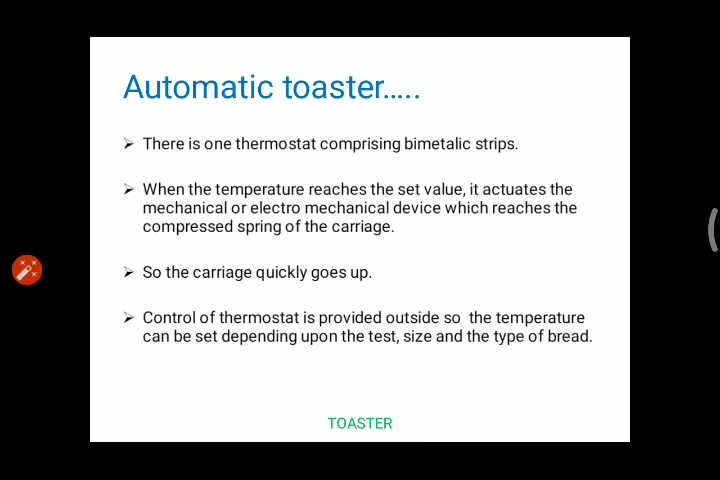 Automatic toaster.....
➢ There is one thermostat comprising bimetalic strips.
➢ When the temperature reaches the set value, it actuates the
mechanical or electro mechanical device which reaches the
compressed spring of the carriage.
➢ So the carriage quickly goes up.
➢ Control of thermostat is provided outside so  the temperature
can be set depending upon the test, size and the type of bread.
TOASTER